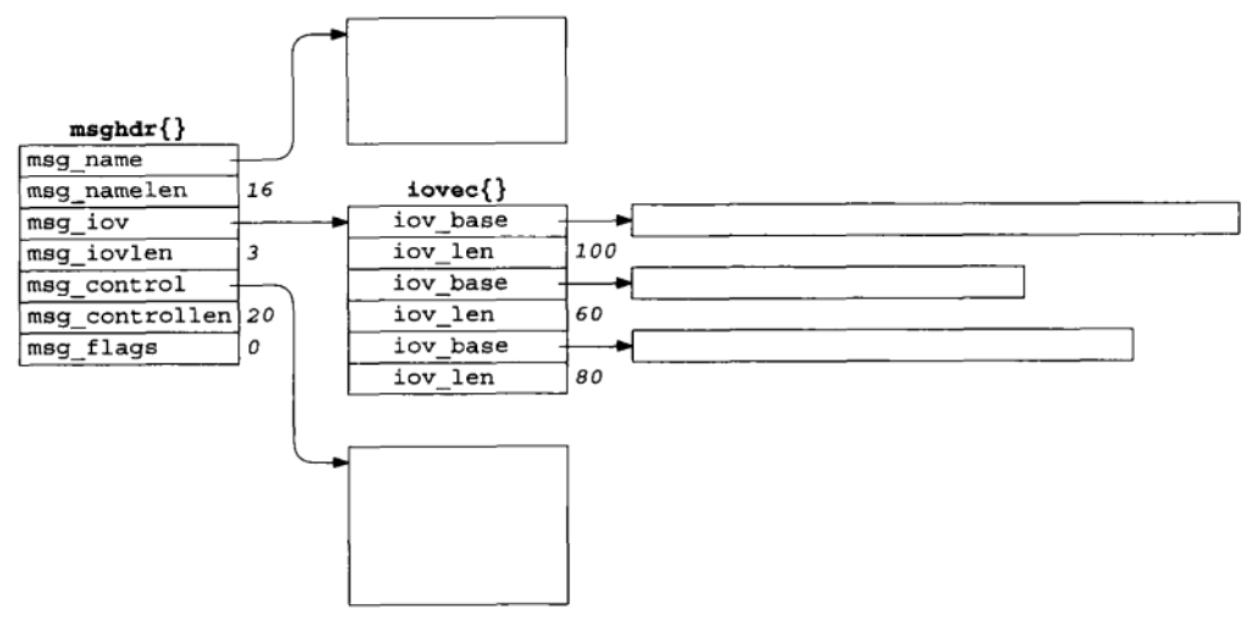 msghdr{}
msg_name
msg_namelen 16
msg_iov
msg_iovlen 3
msg_control
msg_controllen 20
msg_flags 0
iovec{}
iov_base
iov_len 100
iov_base
iov_len 60
iov_base
iov_len 80